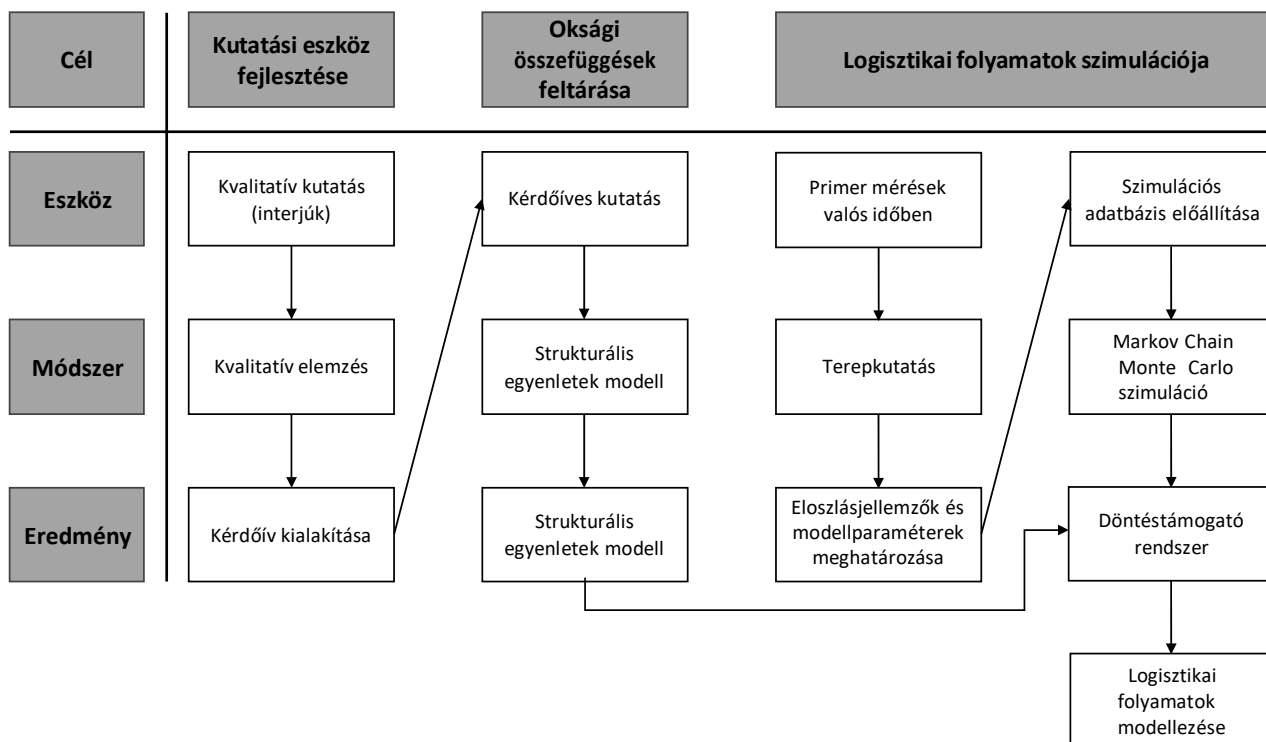 Cél
Kutatási eszköz
fejlesztése
Oksági
összefüggések
feltárása
Logisztikai folyamatok szimulációja
Eszköz
Kvalitatív kutatás
(interjúk)
Kérdőíves kutatás
Primer mérések
valós időben
Szimulációs
adatbázis előállítása
Módszer
Kvalitatív elemzés
Strukturális
egyenletek modell
Terepkutatás
Markov Chain
Monte Carlo
szimuláció
Eredmény
Kérdőív kialakítása
Strukturális
egyenletek modell
Eloszlásjellemzők és
modellparaméterek
meghatározása
Döntéstámogató
rendszer
Logisztikai
folyamatok
modellezése